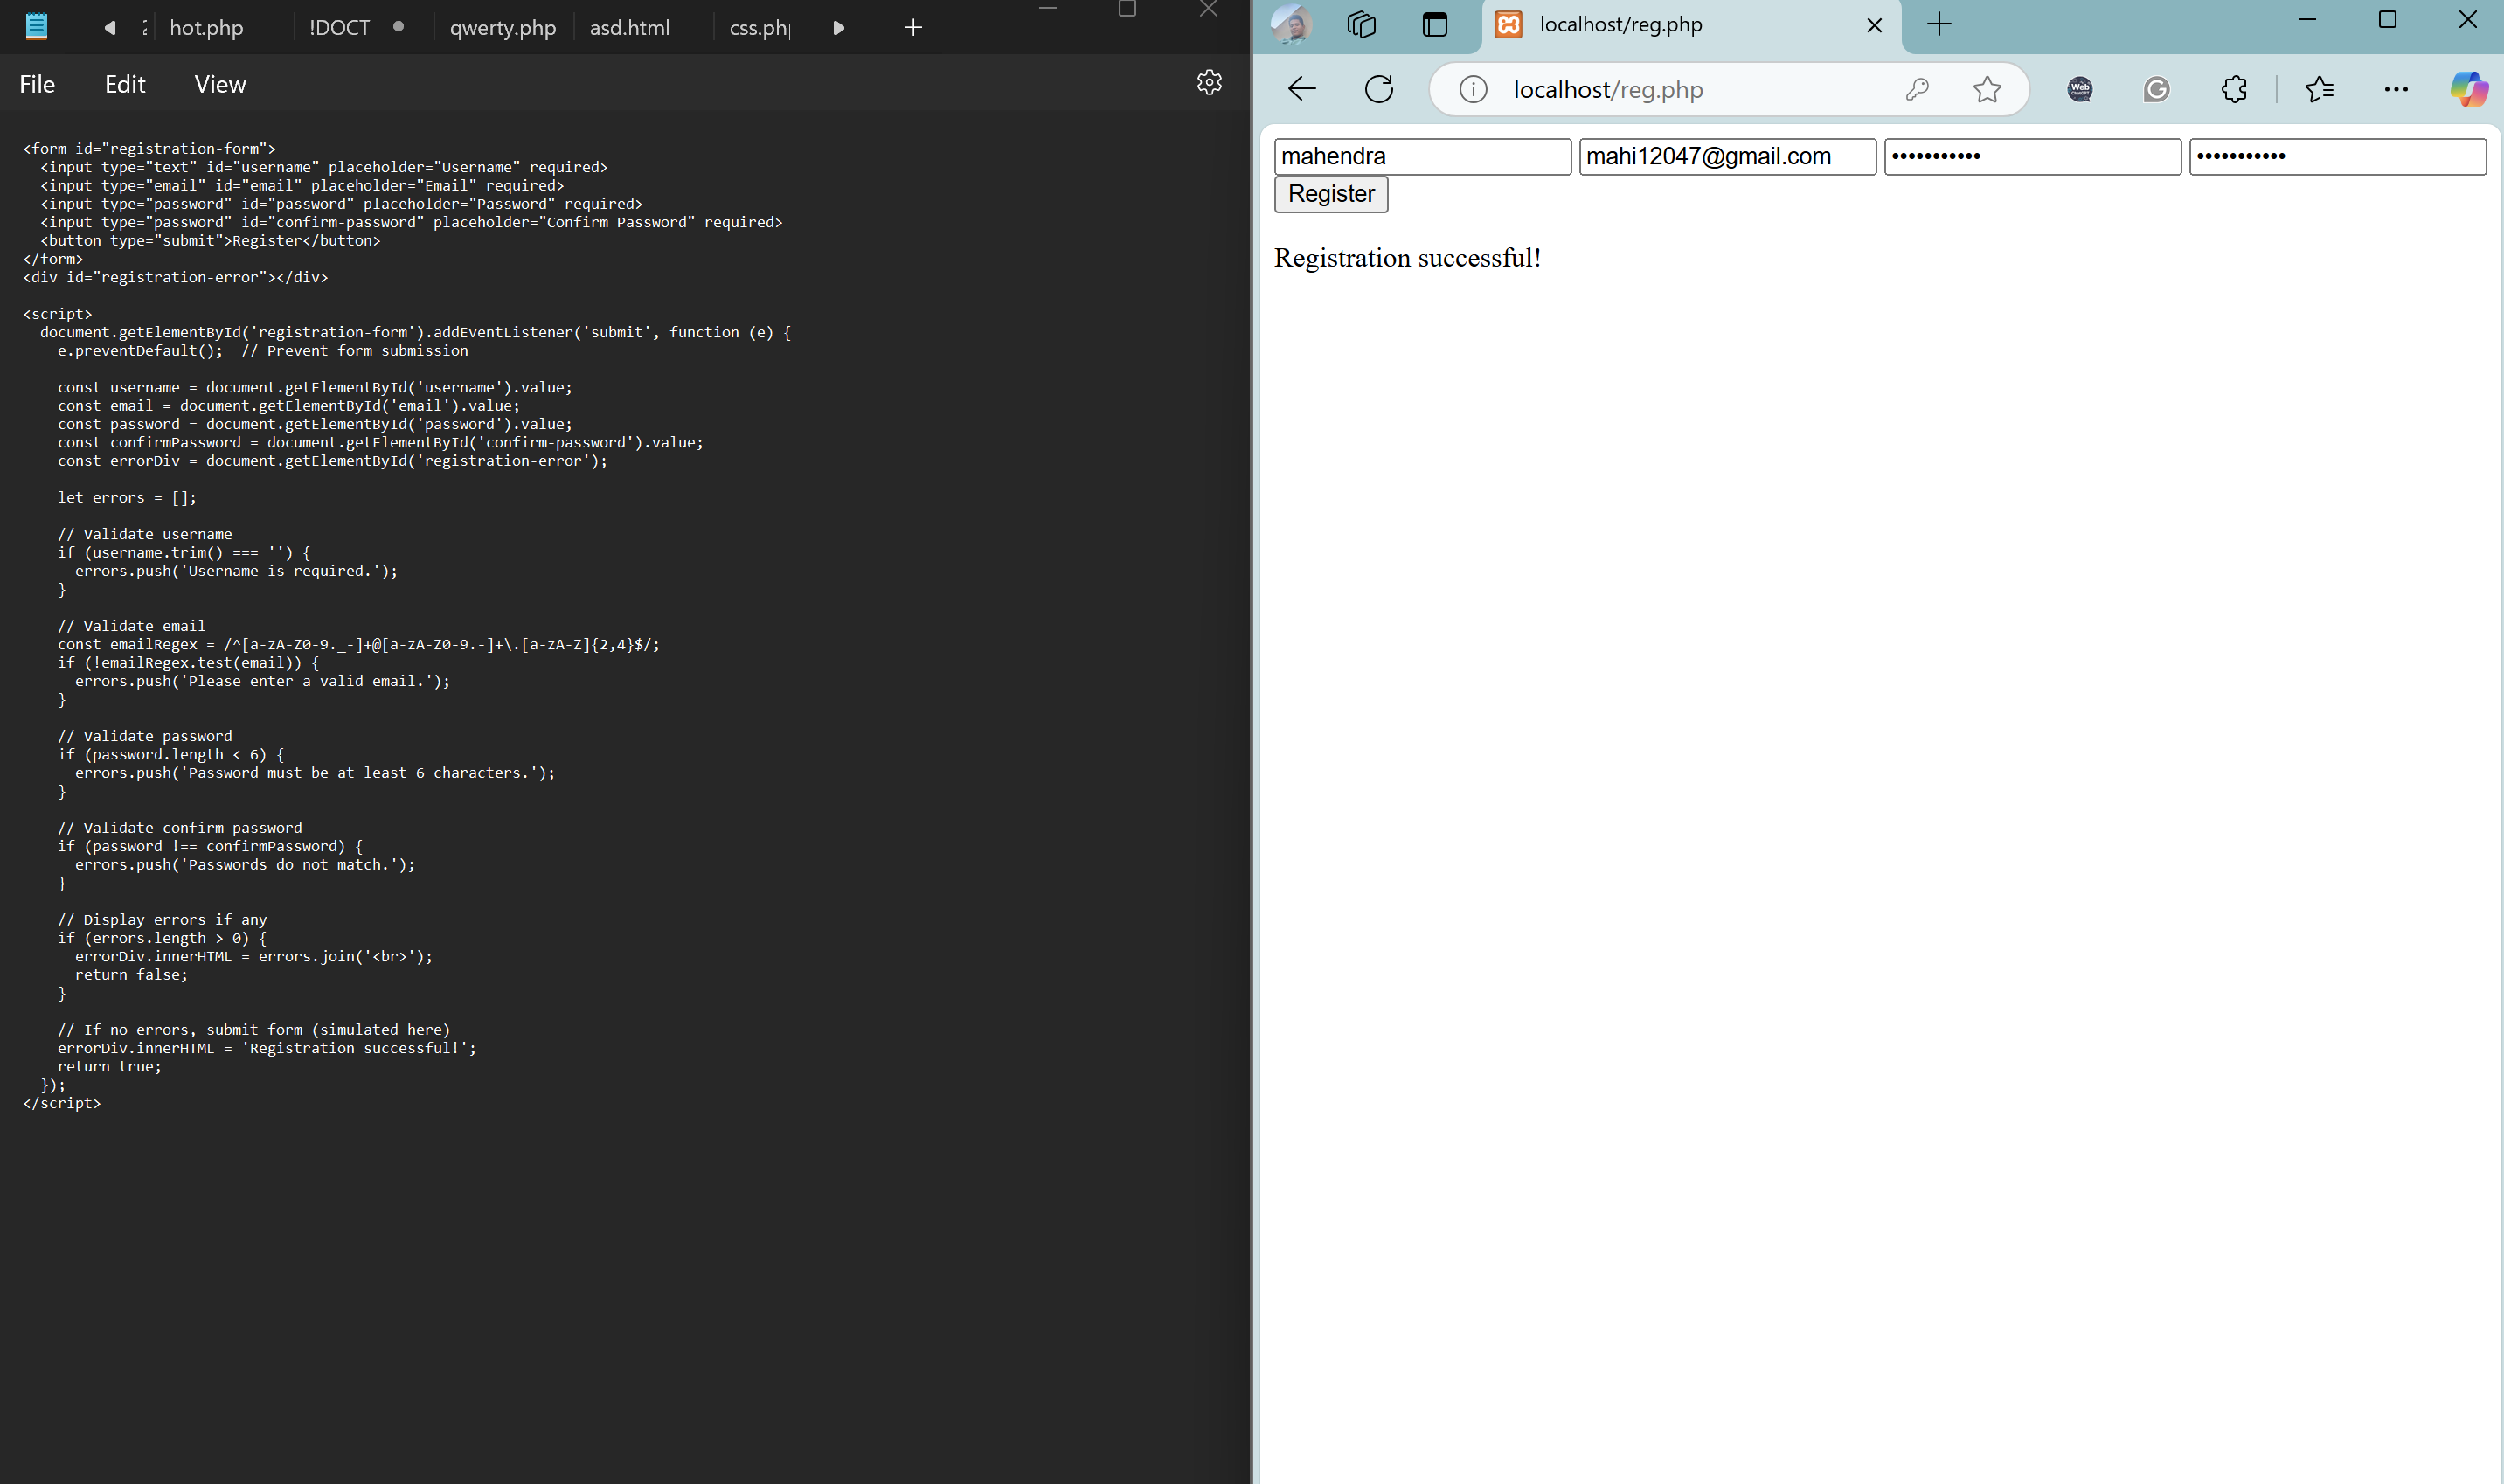 hot.php
!DOCT
qwerty.php
asd.html
css.ph
File Edit View
<form id="registration-form">
<input type="text" id="username" placeholder="Username" required>
<input type="email" id="email" placeholder="Email" required>
<input type="password" id="password" placeholder="Password" required>
<input type="password" id="confirm-password" placeholder="Confirm Password" required>
<button type="submit">Register</button>
</form>
<div id="registration-error"></div>
<script>
document.getElementById('registration-form').addEventListener('submit', function (e) {
e.preventDefault();  // Prevent form submission
const username = document.getElementById('username').value;
const email = document.getElementById('email').value;
const password = document.getElementById('password').value;
const confirmPassword = document.getElementById('confirm-password').value;
const errorDiv = document.getElementById('registration-error');
let errors = [];
// Validate username
if (username.trim() === '') {
errors.push('Username is required.');
}
// Validate email
const emailRegex = /^[a-zA-Z0-9._-]+@[a-zA-Z0-9.-]+\.[a-zA-Z]{2,4}$/;
if (!emailRegex.test(email)) {
errors.push('Please enter a valid email.');
}
// Validate password
if (password.length < 6) {
errors.push('Password must be at least 6 characters.');
}
// Validate confirm password
if (password !== confirmPassword) {
errors.push('Passwords do not match.');
}
// Display errors if any
if (errors.length > 0) {
errorDiv.innerHTML = errors.join('<br>');
return false;
}
// If no errors, submit form (simulated here)
errorDiv.innerHTML = 'Registration successful!';
return true;
});
</script>
localhost/reg.php
localhost/reg.php
Web
mahendra
mahi12047@gmail.com
•••••••••••
•••••••••••
Register
Registration successful!